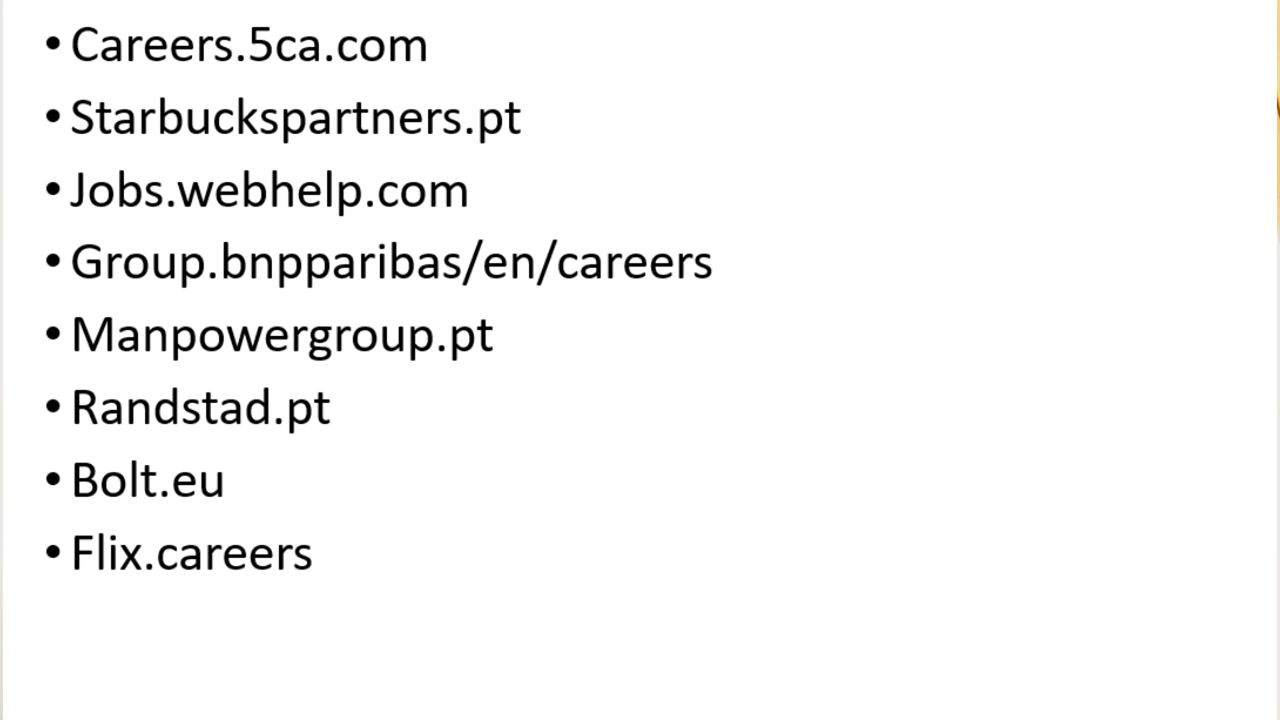 • Careers.5ca.com
• Starbuckspartners.pt
• Jobs.webhelp.com
• Group.bnpparibas/en/careers
• Manpowergroup.pt
• Randstad.pt
• Bolt.eu
• Flix.careers